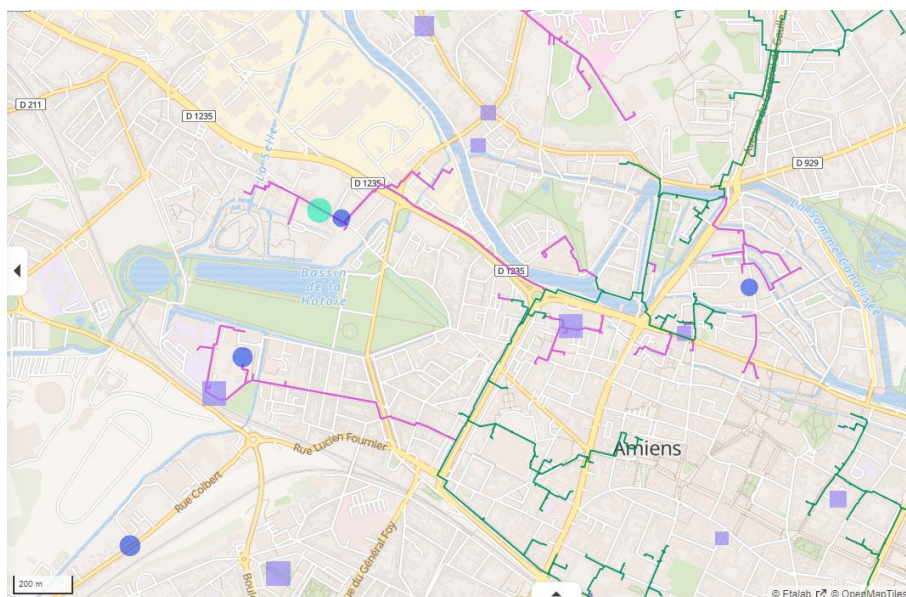 D 211
D 1235
La Selle
D 1235
D 929
La Somme Canalisée
Bassin
de la
Hotoie
D 1235
Rue Lucien Fournier
Amiens
Rue Colbert
Rue du Général Foy
200 m
© Etalab © OpenMapTiles